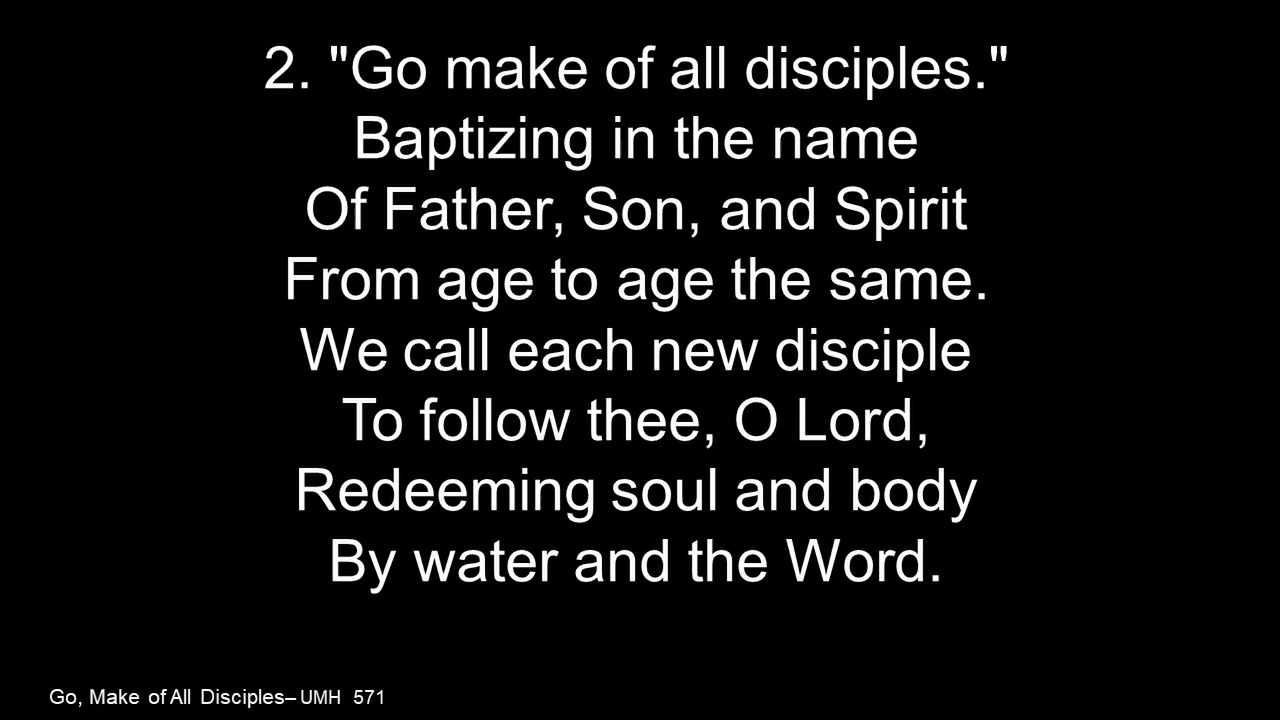 2. "Go make of all disciples."
Baptizing in the name
Of Father, Son, and Spirit
From age to age the same.
We call each new disciple
To follow thee, O Lord,
Redeeming soul and body
By water and the Word.
Go, Make of All Disciples– UMH 571